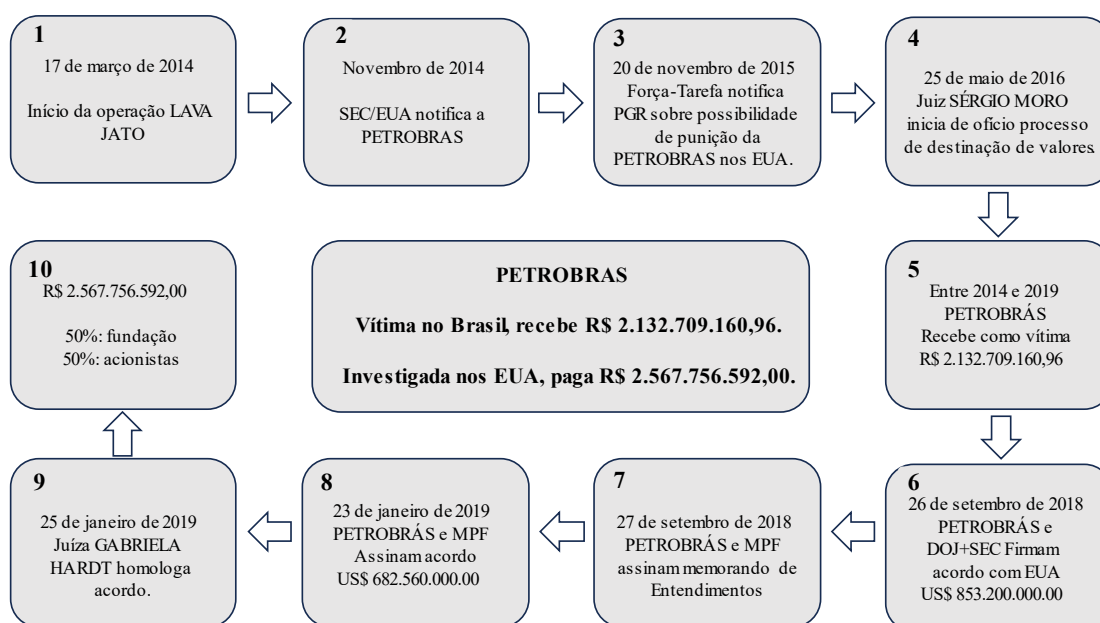 1
17 de março de 2014
Início da operação LAVA
JATO
2
Novembro de 2014
SEC/EUA notifica a
PETROBRAS
3
20 de novembro de 2015
Força-Tarefa notifica
PGR sobre possibilidade
de punição da
PETROBRAS nos EUA.
4
25 de maio de 2016
Juiz SÉRGIO MORO
inicia de ofício processo
de destinação de valores.
5
Entre 2014 e 2019
PETROBRÁS
Recebe como vítima
R$ 2.132.709.160,96
6
26 de setembro de 2018
PETROBRÁS e
DOJ+SEC Firmam
acordo com EUA
US$ 853.200.000.00
7
27 de setembro de 2018
PETROBRÁS e MPF
assinam memorando de
Entendimentos
8
23 de janeiro de 2019
PETROBRÁS e MPF
Assinam acordo
US$ 682.560.000.00
9
25 de janeiro de 2019
Juíza GABRIELA
HARDT homologa
acordo.
10
R$ 2.567.756.592,00
50%: fundação
50%: acionistas
PETROBRAS
Vítima no Brasil, recebe R$ 2.132.709.160,96.
Investigada nos EUA, paga R$ 2.567.756.592,00.